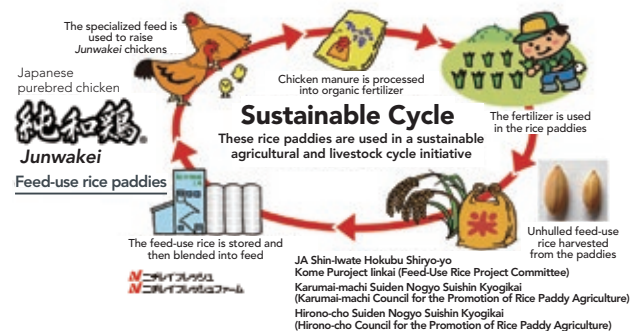 The specialized feed is
used to raise
Junwakei chickens
Chicken manure is processed
into organic fertilizer
Japanese
purebred chicken
純和鶏®
Junwakei
Feed-use rice paddies
Sustainable Cycle
These rice paddies are used in a sustainable
agricultural and livestock cycle initiative
The fertilizer is used
in the rice paddies
米
Unhulled feed-use
rice harvested
from the paddies
The feed-use rice is stored and
then blended into feed
ニチレイフレッシュ
ニチレイフレッシュファーム
JA Shin-Iwate Hokubu Shiryo-yo
Kome Puroject Iinkai (Feed-Use Rice Project Committee)
Karumai-machi Suiden Nogyo Suishin Kyogikai
(Karumai-machi Council for the Promotion of Rice Paddy Agriculture)
Hirono-cho Suiden Nogyo Suishin Kyogikai
(Hirono-cho Council for the Promotion of Rice Paddy Agriculture)